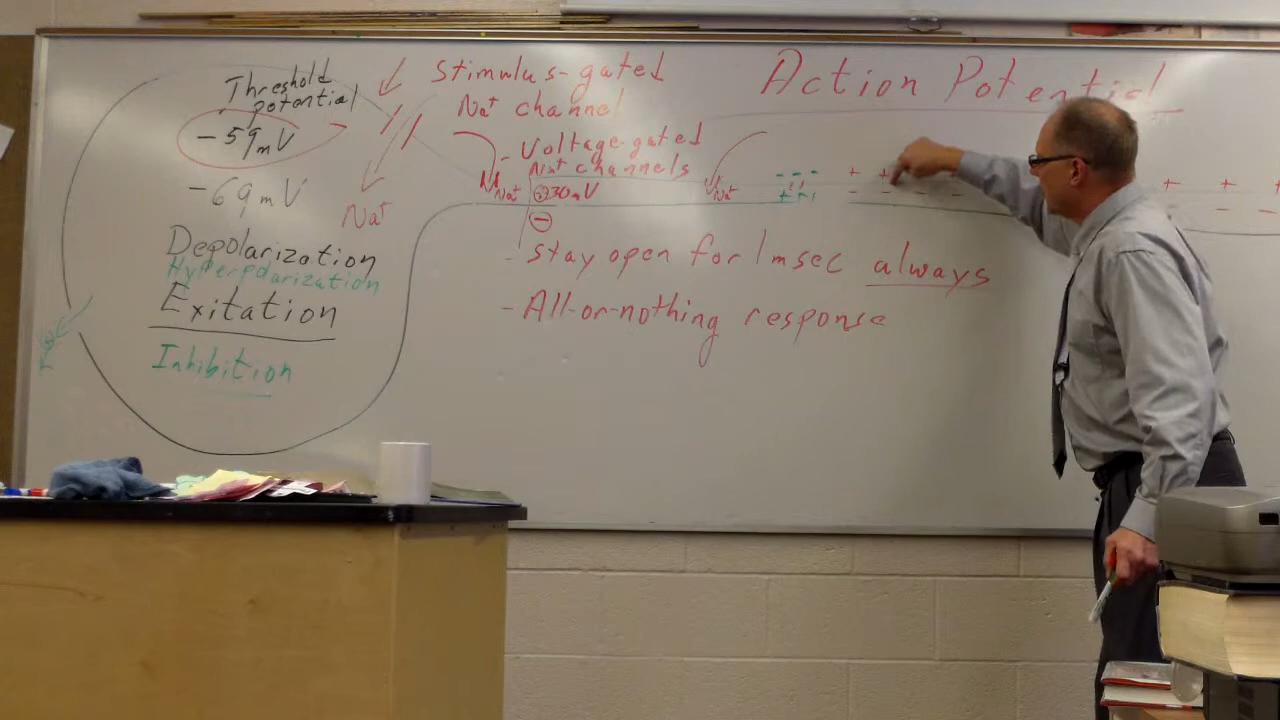 Action Potential
Threshold
potential
-59mV
-69mV
Na+
Depolarization
Hyperpolarization
Exitation
Inhibition
Stimulus-gated
Na+ channel
- Voltage gated
Na+ channels
Na+
30mV
Na+
- stay open for 1msec always
- All-or-nothing response